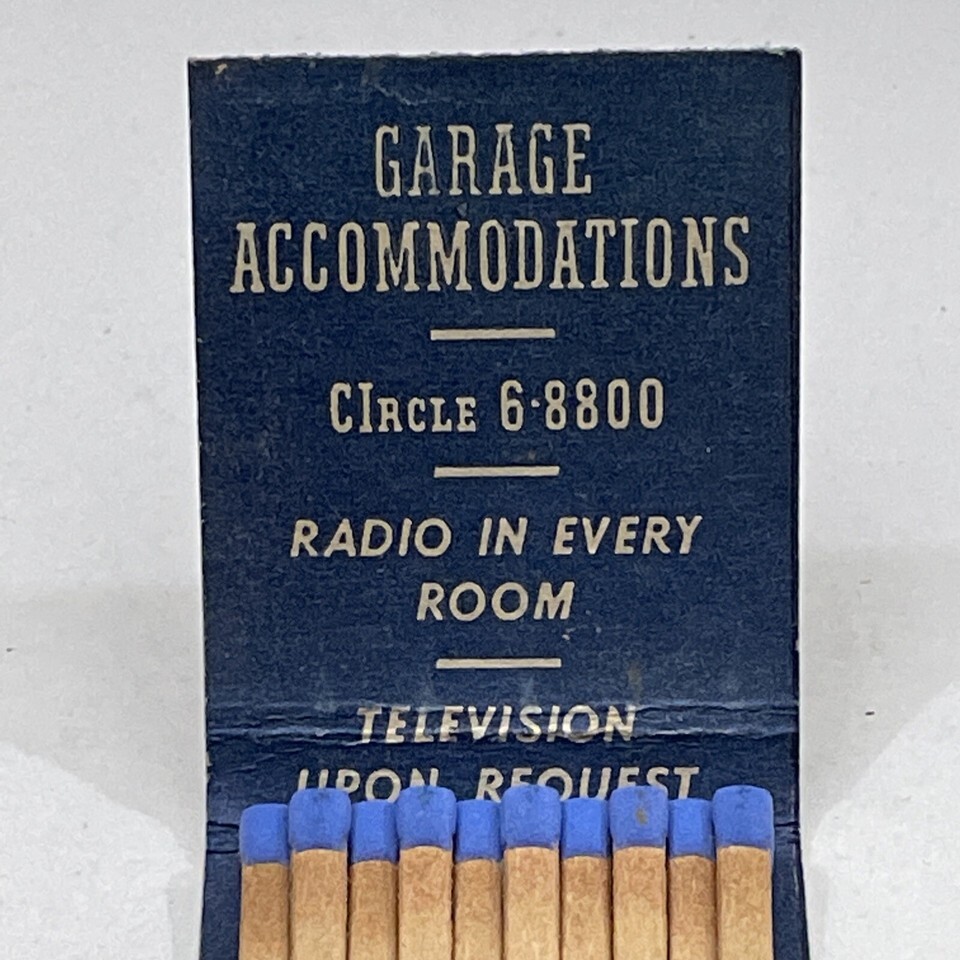 GARAGE
ACCOMMODATIONS
CIRCLE 6-8800
RADIO IN EVERY
ROOM
TELEVISION
UPON REQUEST